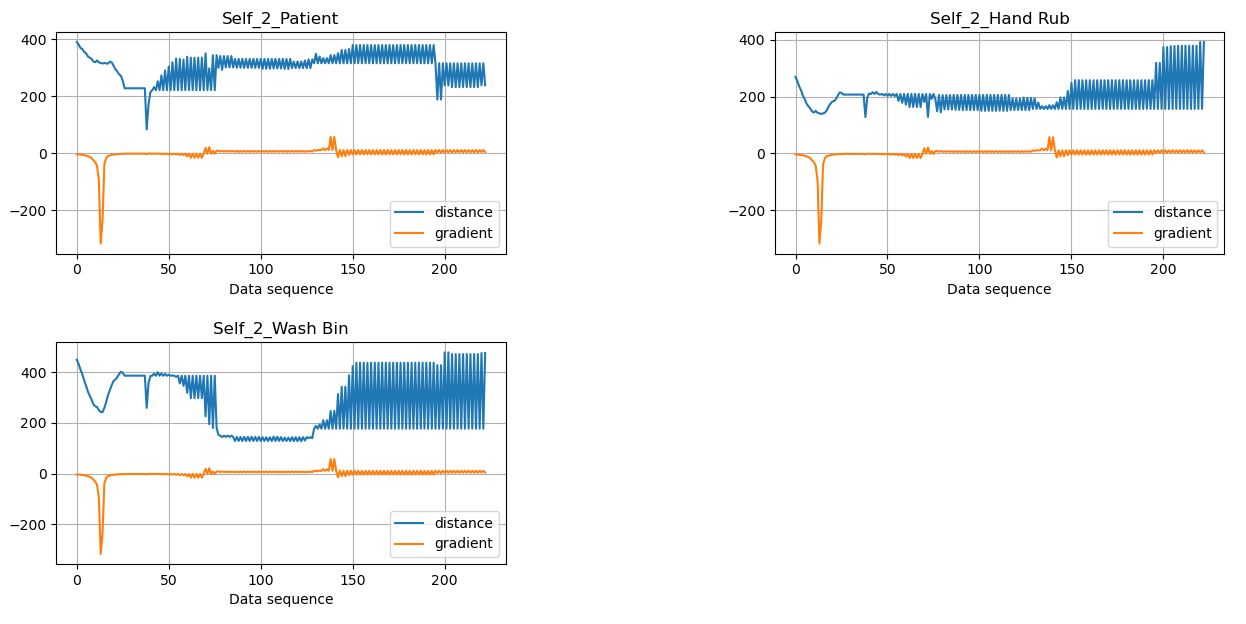 Self_2_Patient
400
200
0
−200
0 50 100 150 200
Data sequence
distance
gradient
Self_2_Hand Rub
400
200
0
−200
0 50 100 150 200
Data sequence
distance
gradient
Self_2_Wash Bin
400
200
0
−200
0 50 100 150 200
Data sequence
distance
gradient